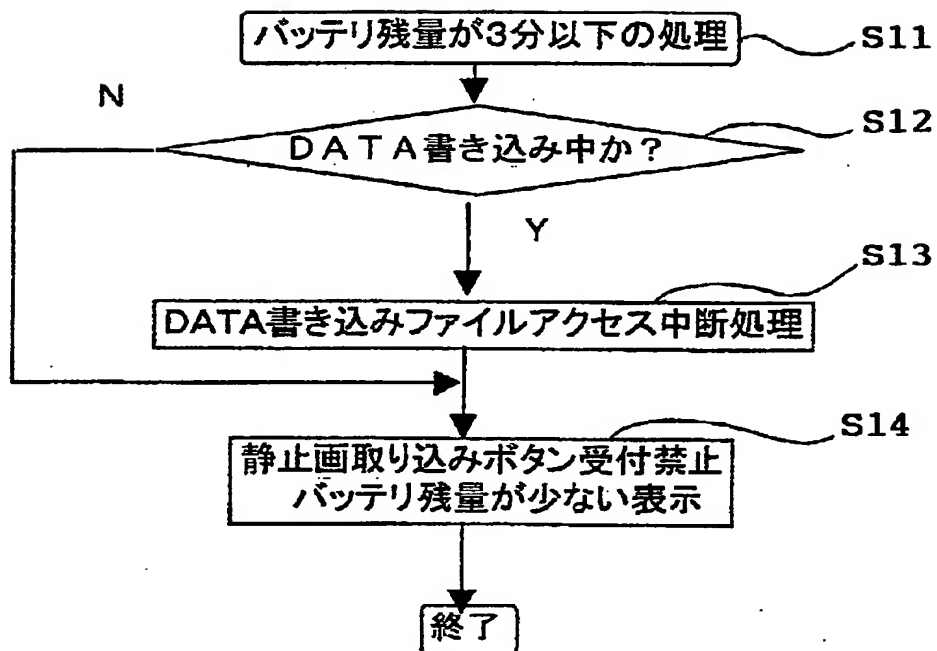 バッテリ残量が3分以下の処理
S11
N
S12
DATA書き込み中か？
Y
S13
DATA書き込みファイルアクセス中断処理
S14
静止画取り込みボタン受付禁止
バッテリ残量が少ない表示
終了